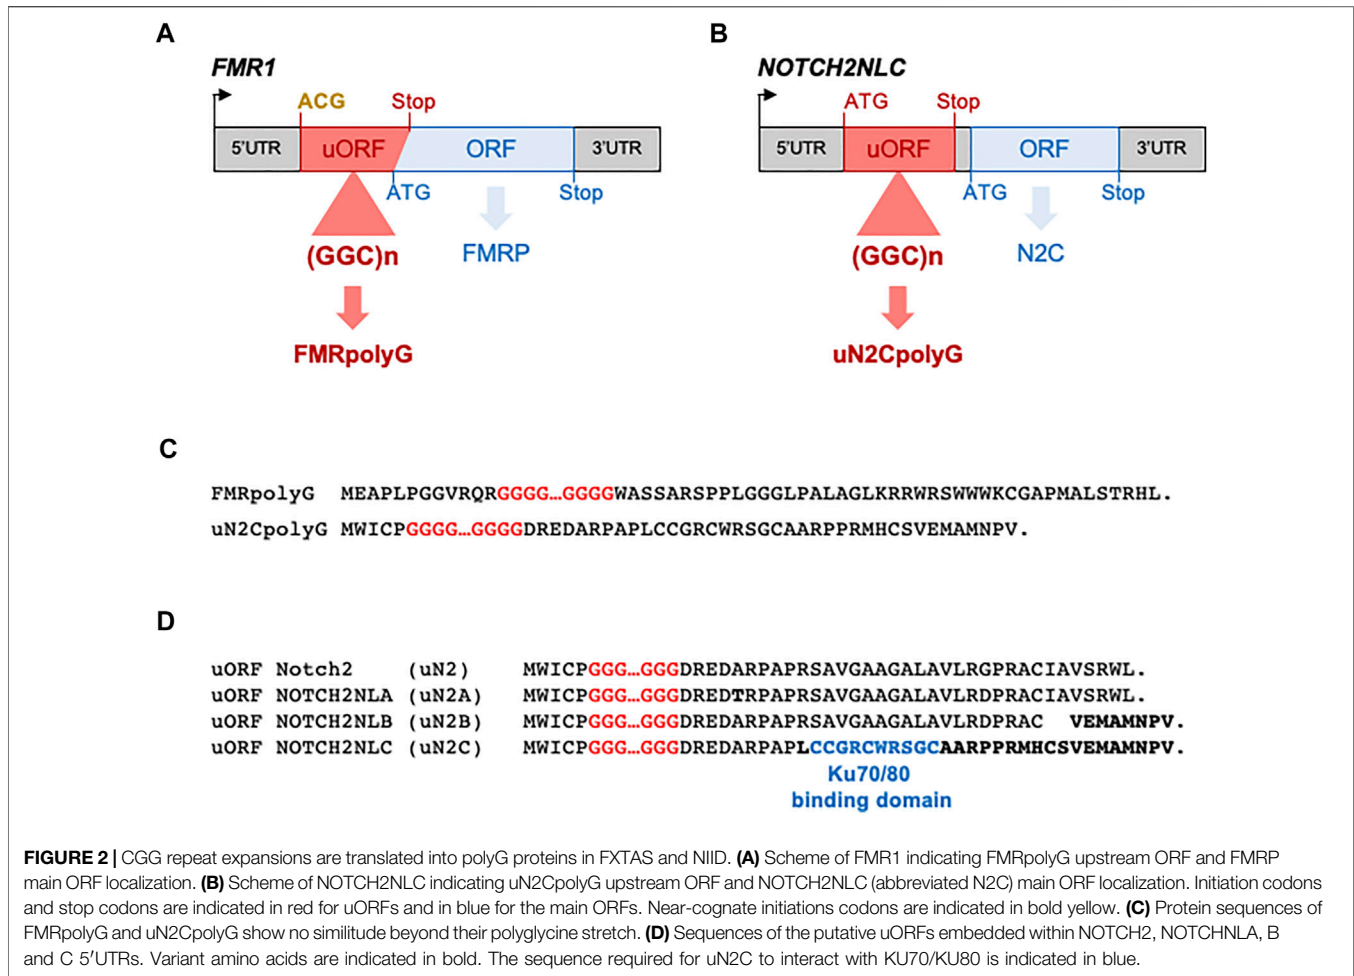 A
FMR1
ACG Stop
5'UTR uORF ORF 3'UTR
ATG Stop
(GGC)n FMRP
FMRpolyG
B
NOTCH2NLC
ATG Stop
5'UTR uORF ORF 3'UTR
ATG Stop
(GGC)n N2C
uN2CpolyG
C
FMRpolyG MEAPLPGGVRQRGGGG…GGGGWASSARSPPLGGGLPALAGLKRRWRSWWWKCGAPMALSTRHL.
uN2CpolyG MWICPGGGG…GGGGDREDARPAPLCCGRCWRSGCAARPPRMHCSVEMAMNPV.
D
uORF Notch2 (uN2) MWICPGGG…GGGDREDARPAPRSAVGAAGALAVLRGPRACIAVSRWL.
uORF NOTCH2NLA (uN2A) MWICPGGG…GGGDREDTRPAPRSAVGAAGALAVLRDPRACIAVSRWL.
uORF NOTCH2NLB (uN2B) MWICPGGG…GGGDREDARPAPRSAVGAAGALAVLRDPRAC VEMAMNPV.
uORF NOTCH2NLC (uN2C) MWICPGGG…GGGDREDARPAPLCCGRCWRSGCAARPPRMHCSVEMAMNPV.
Ku70/80
binding domain
FIGURE 2 | CGG repeat expansions are translated into polyG proteins in FXTAS and NIID. (A) Scheme of FMR1 indicating FMRpolyG upstream ORF and FMRP
main ORF localization. (B) Scheme of NOTCH2NLC indicating uN2CpolyG upstream ORF and NOTCH2NLC (abbreviated N2C) main ORF localization. Initiation codons
and stop codons are indicated in red for uORFs and in blue for the main ORFs. Near-cognate initiations codons are indicated in bold yellow. (C) Protein sequences of
FMRpolyG and uN2CpolyG show no similitude beyond their polyglycine stretch. (D) Sequences of the putative uORFs embedded within NOTCH2, NOTCHNLA, B
and C 5′UTRs. Variant amino acids are indicated in bold. The sequence required for uN2C to interact with KU70/KU80 is indicated in blue.